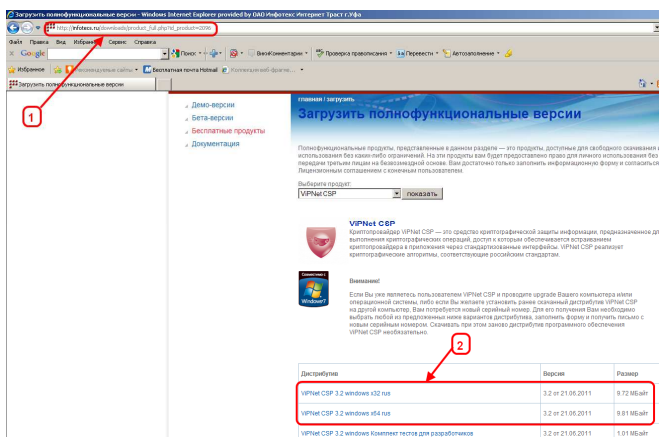 Загрузить полнофункциональные версии - Windows Internet Explorer provided by ОАО Инфотекс Интернет Траст г.Уфа
http://infotecs.ru/downloads/product_full.php?id_product=2096
Файл Правка Вид Избранное Сервис Справка
x Google Поиск ВикиКомментарии Проверка правописания Перевести Автозаполнение
Избранное Рекомендуемые сайты Бесплатная почта Hotmail Коллекция веб-фрагме...
Загрузить полнофункциональные версии
1
Демо-версии
Бета-версии
Бесплатные продукты
Документация
главная / загрузить
Загрузить полнофункциональные версии
Полнофункциональные продукты, представленные в данном разделе — это продукты, доступные для свободного скачивания и
использования без каких-либо ограничений. На эти продукты вам будет предоставлено право для личного использования без
передачи третьим лицам на безвозмездной основе. Вам достаточно только заполнить информационную форму и согласиться
Лицензионным соглашением с конечным пользователем.
Выберите продукт:
ViPNet CSP показать
ViPNet CSP
Криптопровайдер ViPNet CSP — это средство криптографической защиты информации, предназначенное для
выполнения криптографических операций, доступ к которым обеспечивается встраиванием
криптопровайдера в приложения через стандартизованные интерфейсы. ViPNet CSP реализует
криптографические алгоритмы, соответствующие российским стандартам.
Windows 7
Внимание!
Если Вы уже являетесь пользователем ViPNet CSP и проводите upgrade Вашего компьютера и/или
операционной системы, либо если Вы желаете установить ранее скачанный дистрибутив ViPNet CSP
на другой компьютер, Вам потребуется новый серийный номер. Для его получения Вам необходимо
выбрать любой из предложенных ниже вариантов дистрибутива, заполнить форму и получить письмо с
новым серийным номером. Скачивать при этом заново дистрибутив программного обеспечения
ViPNet CSP необязательно.
2
Дистрибутив Версия Размер
ViPNet CSP 3.2 windows x32 rus 3.2 от 21.06.2011 9.72 МБайт
ViPNet CSP 3.2 windows x64 rus 3.2 от 21.06.2011 9.81 МБайт
ViPNet CSP 3.2 windows Комплект тестов для разработчиков 3.2 от 21.06.2011 1,01 МБайт